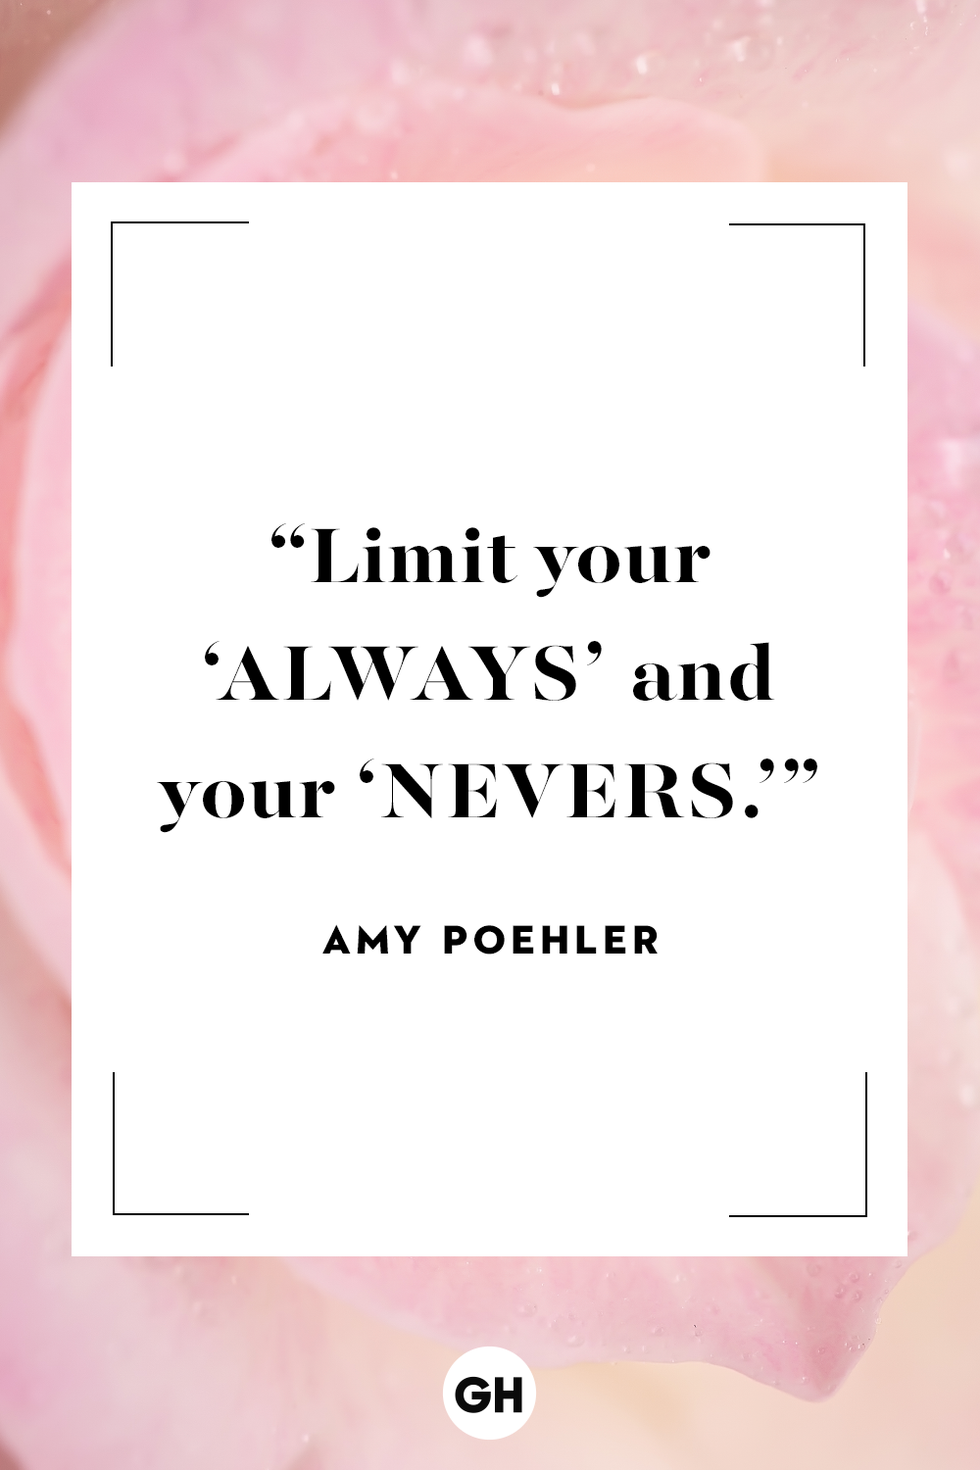 “Limit your
‘ALWAYS’ and
your ‘NEVERS.’”
AMY POEHLER
GH